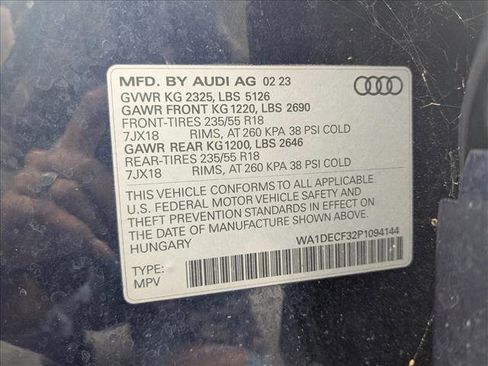 MFD. BY AUDI AG 02 23
GVWR KG 2325, LBS 5126
GAWR FRONT KG 1220, LBS 2690
FRONT-TIRES 235/55 R18
7JX18 RIMS, AT 260 KPA 38 PSI COLD
GAWR REAR KG1200, LBS 2646
REAR-TIRES 235/55 R18
7JX18 RIMS, AT 260 KPA 38 PSI COLD
THIS VEHICLE CONFORMS TO ALL APPLICABLE
U.S. FEDERAL MOTOR VEHICLE SAFETY AND
THEFT PREVENTION STANDARDS IN EFFECT ON
THE DATE OF MANUFACTURE SHOWN ABOVE
HUNGARY WA1DECF32P1094144
TYPE:
MPV